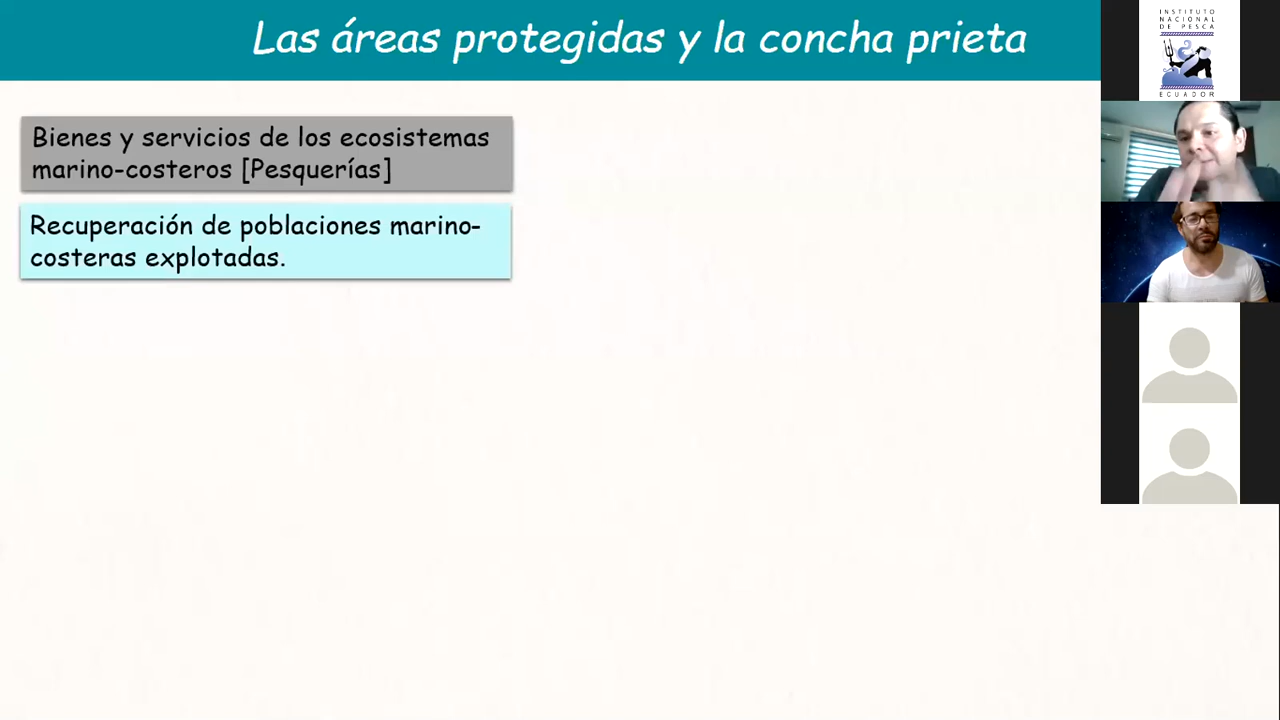 Las áreas protegidas y la concha prieta
INSTITUTO
NACIONAL
DE PESCA
ECUADOR
Bienes y servicios de los ecosistemas
marino-costeros [Pesquerías]
Recuperación de poblaciones marino-
costeras explotadas.